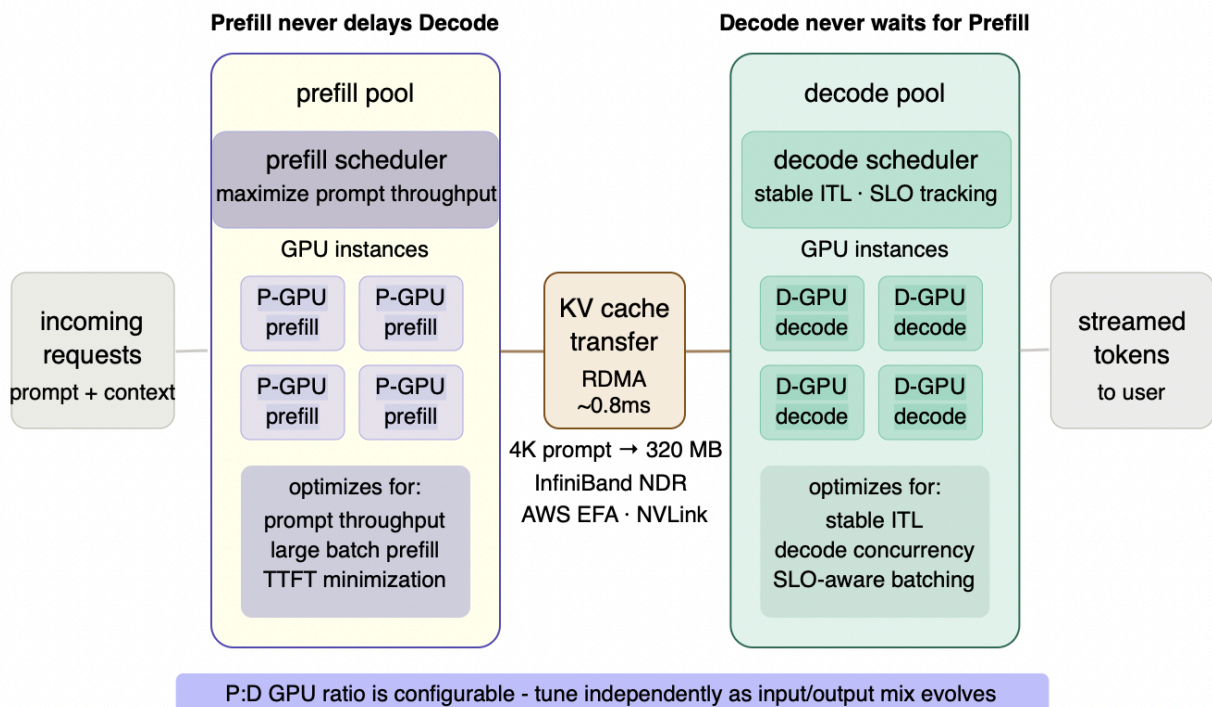 Prefill never delays Decode
Decode never waits for Prefill
incoming
requests
prompt + context
prefill pool
prefill scheduler
maximize prompt throughput
GPU instances
P-GPU
prefill
P-GPU
prefill
P-GPU
prefill
P-GPU
prefill
optimizes for:
prompt throughput
large batch prefill
TTFT minimization
KV cache
transfer
RDMA
~0.8ms
4K prompt → 320 MB
InfiniBand NDR
AWS EFA · NVLink
decode pool
decode scheduler
stable ITL · SLO tracking
GPU instances
D-GPU
decode
D-GPU
decode
D-GPU
decode
D-GPU
decode
optimizes for:
stable ITL
decode concurrency
SLO-aware batching
streamed
tokens
to user
P:D GPU ratio is configurable - tune independently as input/output mix evolves